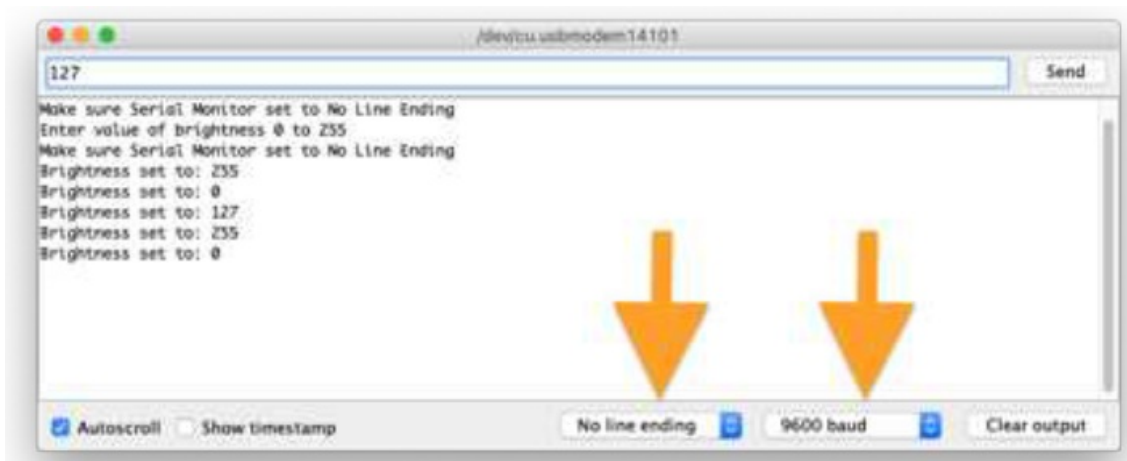 /dev/cu.usbmodem14101
127
Send
Make sure Serial Monitor set to No Line Ending
Enter value of brightness 0 to 255
Make sure Serial Monitor set to No Line Ending
Brightness set to: 255
Brightness set to: 0
Brightness set to: 127
Brightness set to: 255
Brightness set to: 0
Autoscroll Show timestamp No line ending 9600 baud Clear output